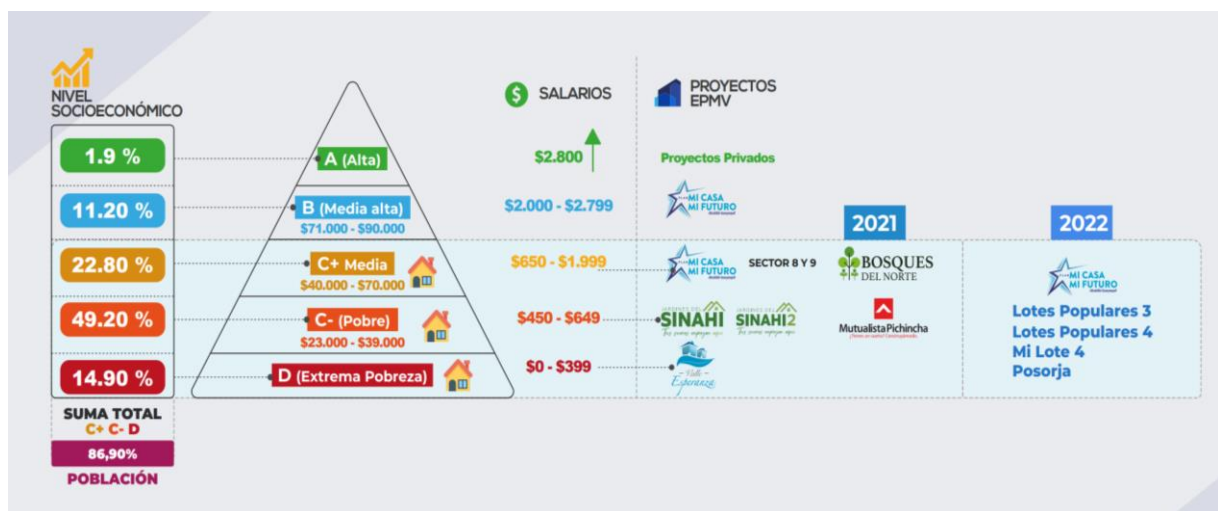 NIVEL
SOCIOECONÓMICO
SALARIOS
PROYECTOS
EPMV
1.9 %
A (Alta)
$2.800
Proyectos Privados
11.20 %
B (Media alta)
$71.000 - $90.000
$2.000 - $2.799
MI CASA
MI FUTURO
2021
2022
22.80 %
C+ Media
$40.000 - $70.000
$650 - $1.999
MI CASA
MI FUTURO
SECTOR 8 Y 9
BOSQUES
DEL NORTE
MI CASA
MI FUTURO
49.20 %
C- (Pobre)
$23.000 - $39.000
$450 - $649
SINAHÍ
SINAHÍ2
MutualistaPichincha
Lotes Populares 3
Lotes Populares 4
Mi Lote 4
Posorja
14.90 %
D (Extrema Pobreza)
$0 - $399
Valle
Esperanza
SUMA TOTAL
C+ C- D
86,90%
POBLACIÓN